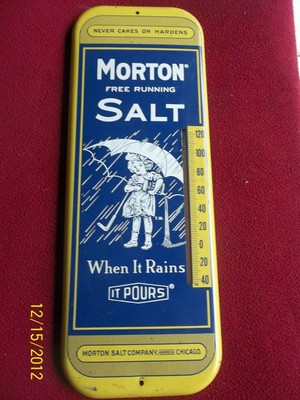 NEVER CAKES OR HARDENS
MORTON®
FREE RUNNING
SALT
120
100
80
60
40
20
0
20
40
When It Rains
IT POURS®
MORTON SALT COMPANY, CHICAGO.
12/15/2012